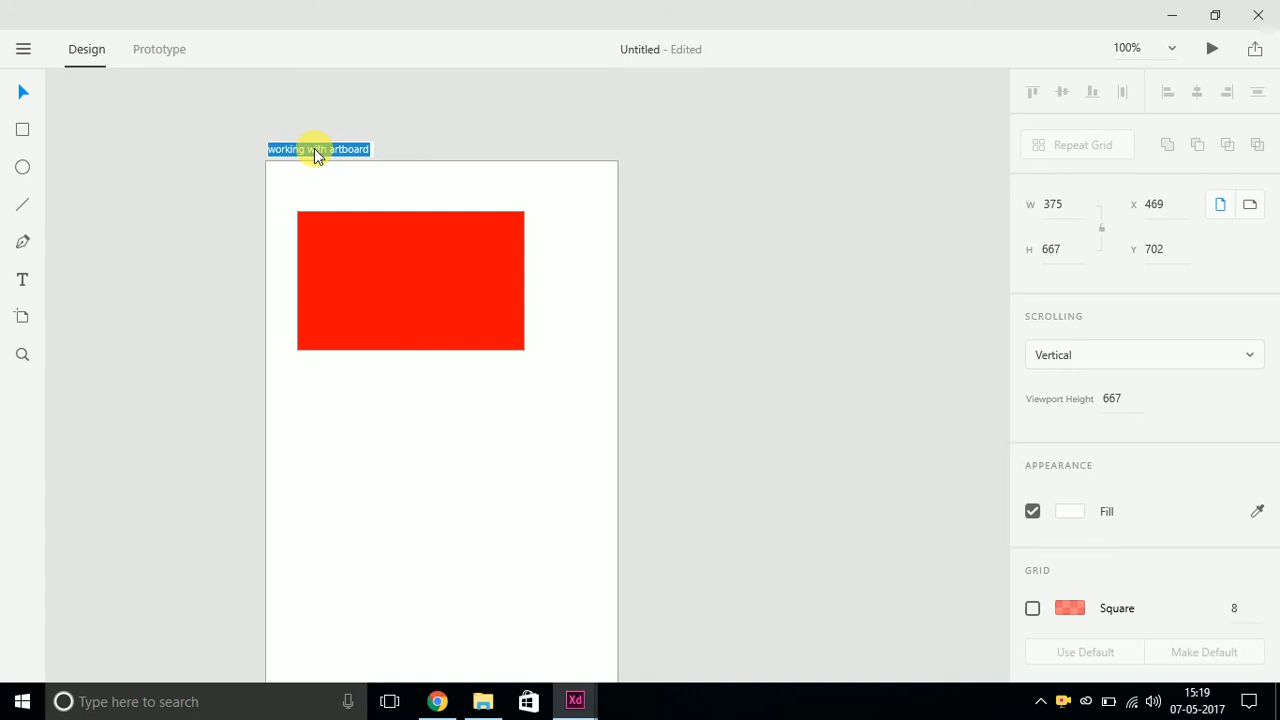 Design
Prototype
Untitled - Edited
100%
working with artboard
Repeat Grid
W 375
X 469
H 667
Y 702
SCROLLING
Vertical
Viewport Height 667
APPEARANCE
Fill
GRID
Square 8
Use Default
Make Default
Type here to search
Xd
15:19
07-05-2017